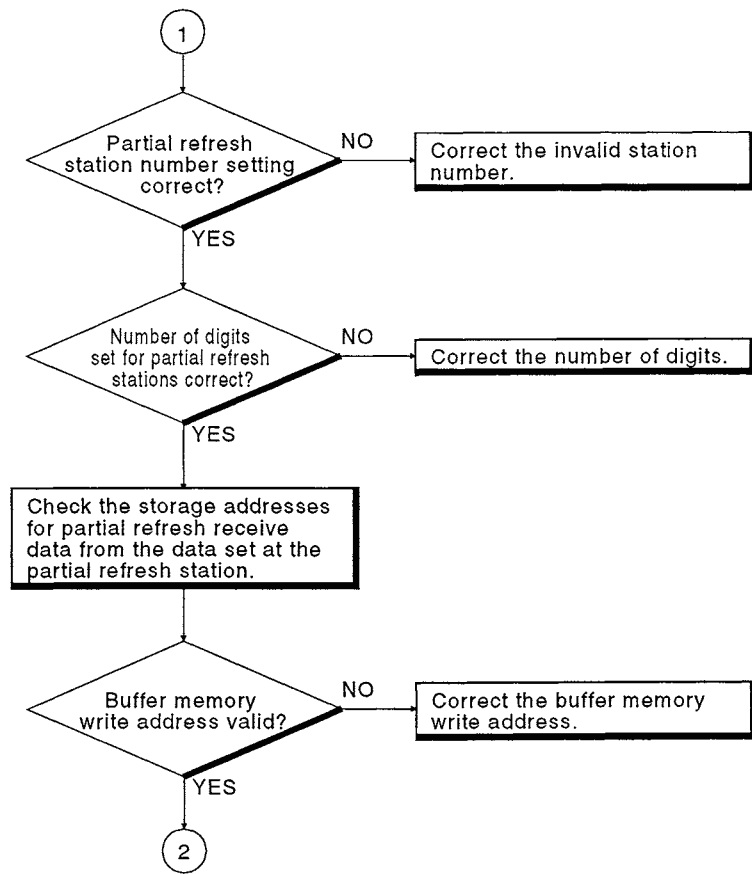 1
Partial refresh
station number setting
correct?
NO
Correct the invalid station
number.
YES
Number of digits
set for partial refresh
stations correct?
NO
Correct the number of digits.
YES
Check the storage addresses
for partial refresh receive
data from the data set at the
partial refresh station.
Buffer memory
write address valid?
NO
Correct the buffer memory
write address.
YES
2